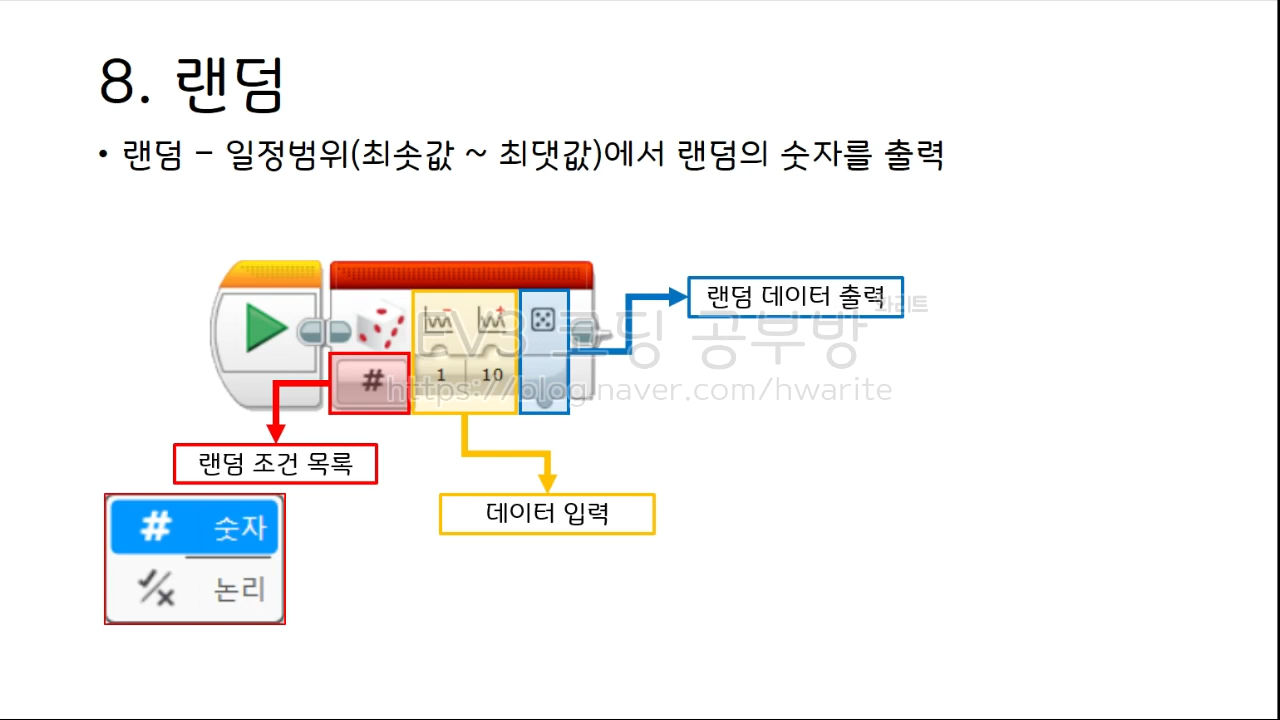 8. 랜덤
• 랜덤 – 일정범위(최솟값 ~ 최댓값)에서 랜덤의 숫자를 출력
랜덤 데이터 출력
화리트
EV3 코딩 공부방
1 10
#
https://blog.naver.com/hwarite
랜덤 조건 목록
데이터 입력
# 숫자
논리